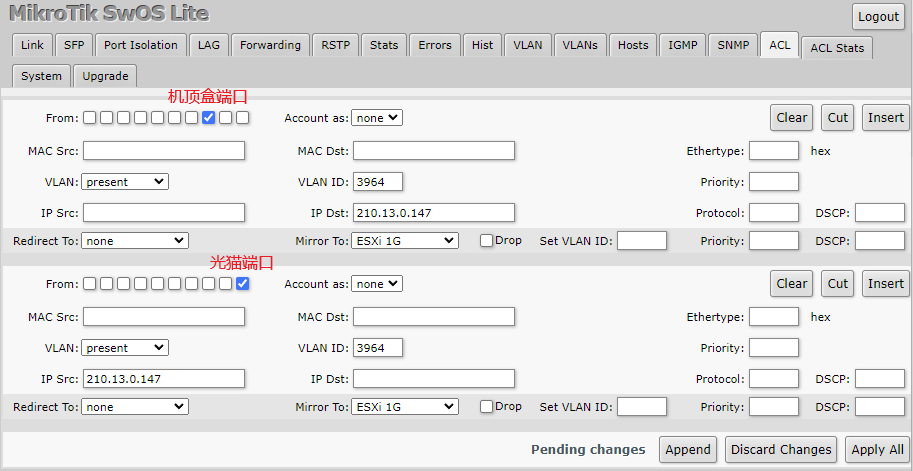 MikroTik SwOS Lite
Logout
Link SFP Port Isolation LAG Forwarding RSTP Stats Errors Hist VLAN VLANs Hosts IGMP SNMP ACL ACL Stats
System Upgrade
机顶盒端口
From: Account as: none Clear Cut Insert
MAC Src: MAC Dst: Ethertype: hex
VLAN: present VLAN ID: 3964 Priority:
IP Src: IP Dst: 210.13.0.147 Protocol: DSCP:
Redirect To: none Mirror To: ESXi 1G Drop Set VLAN ID: Priority: DSCP:
光猫端口
From: Account as: none Clear Cut Insert
MAC Src: MAC Dst: Ethertype: hex
VLAN: present VLAN ID: 3964 Priority:
IP Src: 210.13.0.147 IP Dst: Protocol: DSCP:
Redirect To: none Mirror To: ESXi 1G Drop Set VLAN ID: Priority: DSCP:
Pending changes Append Discard Changes Apply All